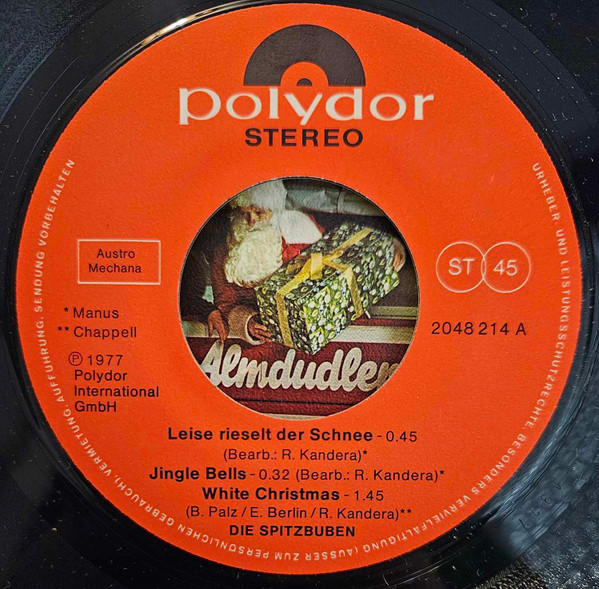 polydor
STEREO
Austro
Mechana
ST 45
* Manus
** Chappell
2048 214 A
Ⓟ 1977
Polydor
International
GmbH
Almdudler
Leise rieselt der Schnee - 0.45
(Bearb.: R. Kandera)*
Jingle Bells - 0.32 (Bearb.: R. Kandera)*
White Christmas - 1.45
(B. Palz / E. Berlin / R. Kandera)**
DIE SPITZBUBEN
URHEBER- UND LEISTUNGSSCHUTZRECHTE BESONDERS VERVIELFÄLTIGUNG (AUSSER ZUM PERSÖNLICHEN GEBRAUCH), VERMIETUNG, AUFFÜHRUNG, SENDUNG VORBEHALTEN